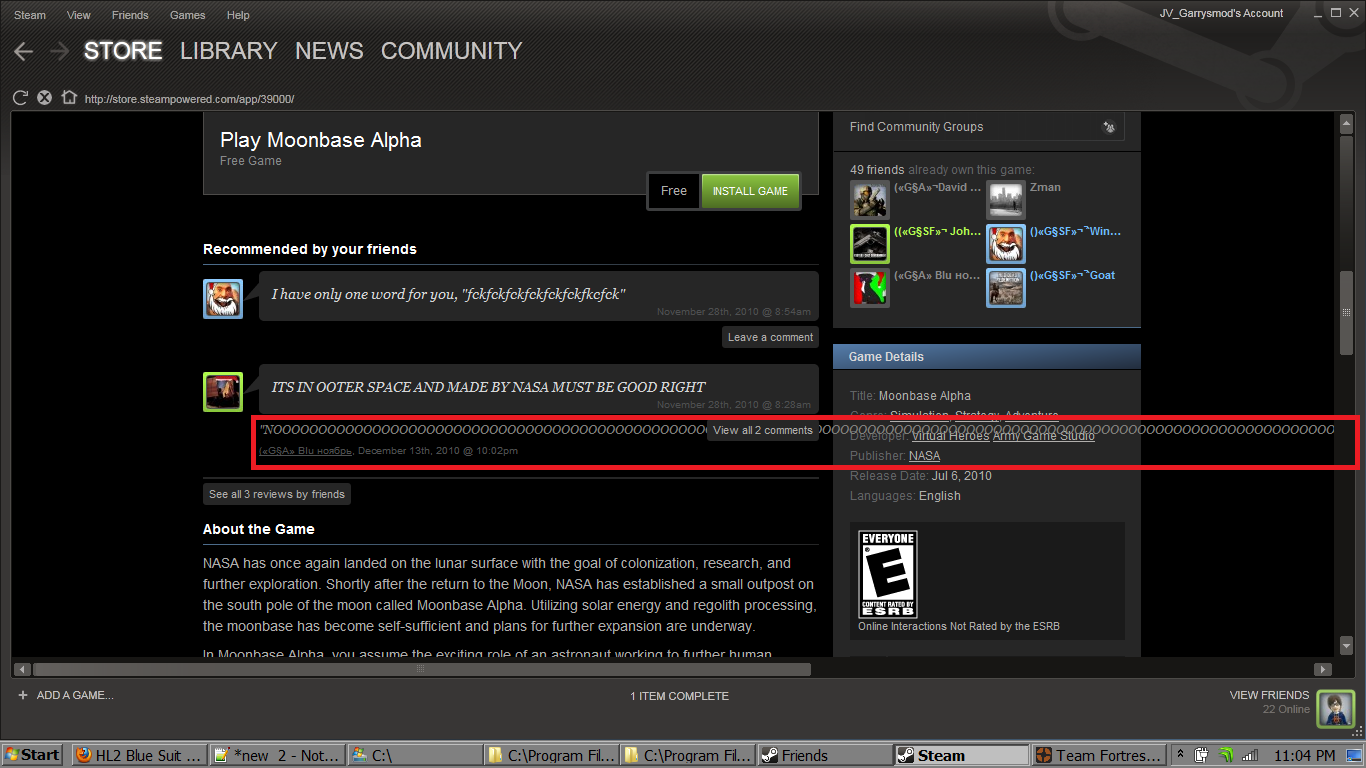 Steam View Friends Games Help
JV_Garrysmod's Account
STORE LIBRARY NEWS COMMUNITY
http://store.steampowered.com/app/39000/
Play Moonbase Alpha
Free Game
Free INSTALL GAME
Recommended by your friends
I have only one word for you, "fckfckfckfckfckfckfkcfck"
November 28th, 2010 @ 8:54am
Leave a comment
ITS IN OOTER SPACE AND MADE BY NASA MUST BE GOOD RIGHT
November 28th, 2010 @ 8:28am
View all 2 comments
(«G§A» Blu ноябрь, December 13th, 2010 @ 10:02pm
See all 3 reviews by friends
About the Game
NASA has once again landed on the lunar surface with the goal of colonization, research, and
further exploration. Shortly after the return to the Moon, NASA has established a small outpost on
the south pole of the moon called Moonbase Alpha. Utilizing solar energy and regolith processing,
the moonbase has become self-sufficient and plans for further expansion are underway.
In Moonbase Alpha, you assume the exciting role of an astronaut working to further human
Find Community Groups
49 friends already own this game:
(«G§A»¬David ... Zman
((«G§SF»¬ Joh... ()«G§SF»¬˜Win...
(«G§A» Blu но... ()«G§SF»¬˜Goat
Game Details
Title: Moonbase Alpha
Genre: Simulation, Strategy, Adventure
Developer: Virtual Heroes Army Game Studio
Publisher: NASA
Release Date: Jul 6, 2010
Languages: English
EVERYONE
E
CONTENT RATED BY
ESRB
Online Interactions Not Rated by the ESRB
+ ADD A GAME...
1 ITEM COMPLETE
VIEW FRIENDS
22 Online
Start HL2 Blue Suit ... *new 2 - Not... C:\ C:\Program Fil... C:\Program Fil... Friends Steam Team Fortres... 11:04 PM